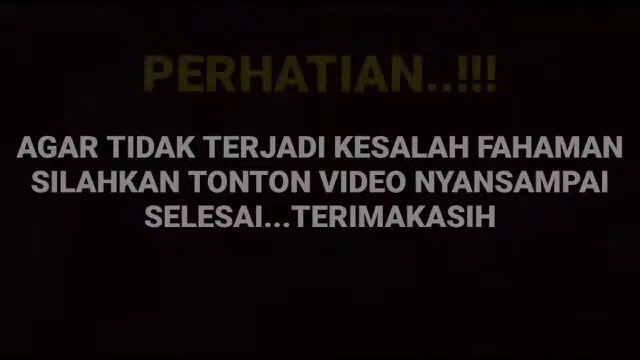 PERHATIAN..!!!
AGAR TIDAK TERJADI KESALAH FAHAMAN
SILAHKAN TONTON VIDEO NYANSAMPAI
SELESAI...TERIMAKASIH